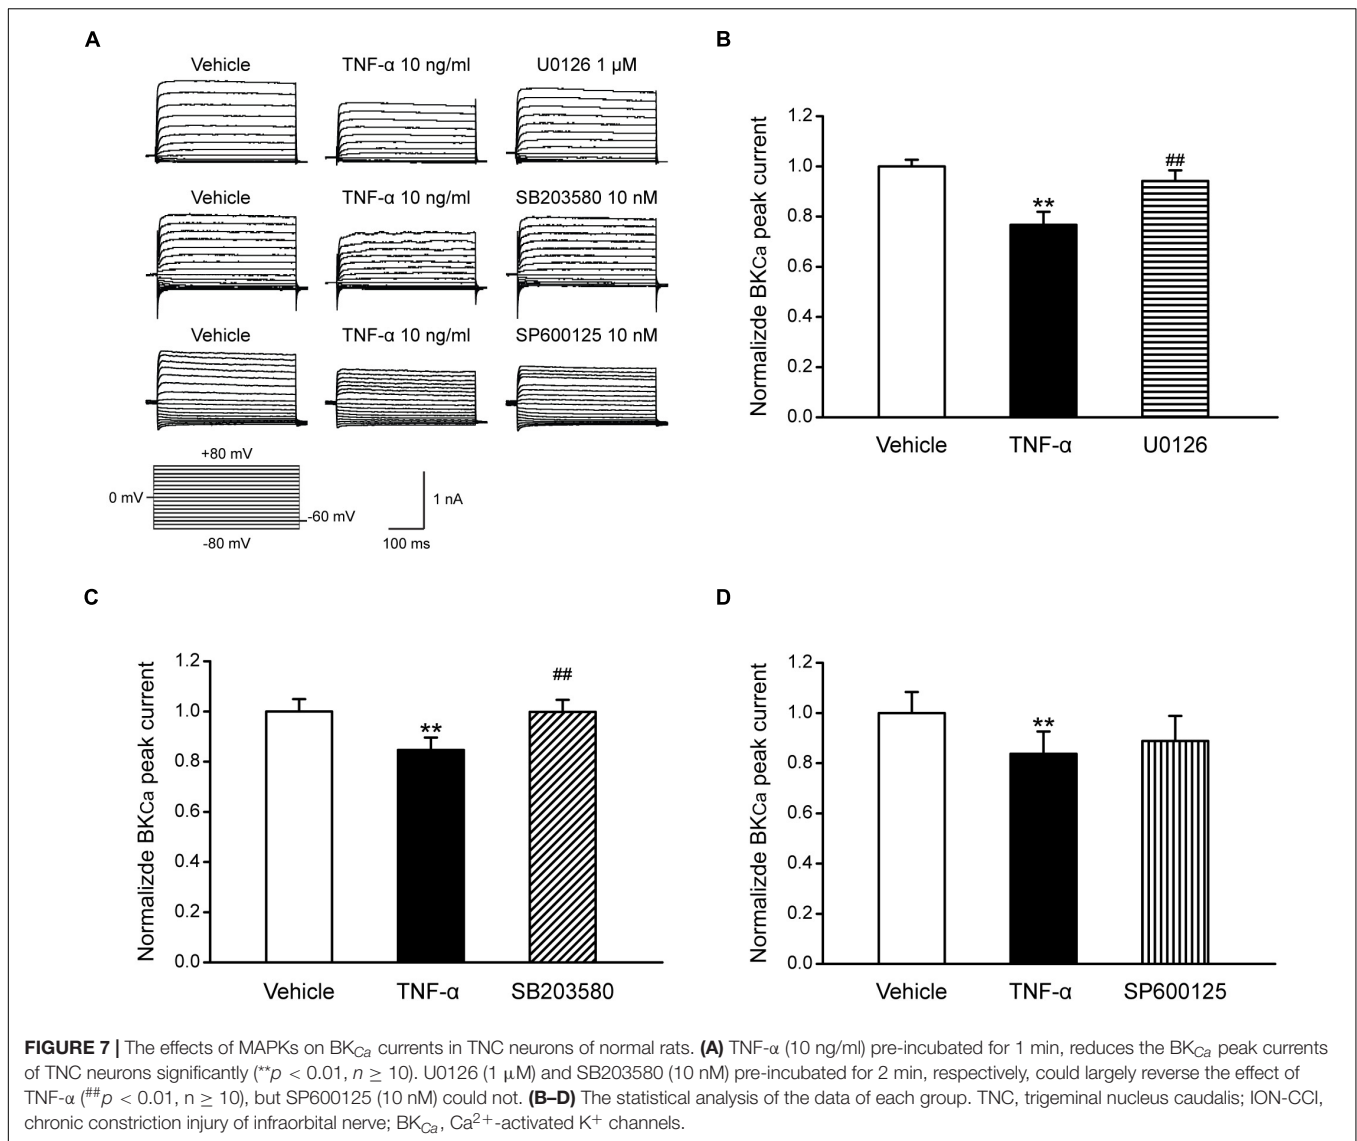 A
Vehicle TNF-α 10 ng/ml U0126 1 µM
Vehicle TNF-α 10 ng/ml SB203580 10 nM
Vehicle TNF-α 10 ng/ml SP600125 10 nM
+80 mV
0 mV
-60 mV
-80 mV
1 nA
100 ms
B
Normalizde BKCa peak current
1.2
1.0
0.8
0.6
0.4
0.2
0.0
**
##
Vehicle TNF-α U0126
C
Normalizde BKCa peak current
1.2
1.0
0.8
0.6
0.4
0.2
0.0
**
##
Vehicle TNF-α SB203580
D
Normalizde BKCa peak current
1.2
1.0
0.8
0.6
0.4
0.2
0.0
**
Vehicle TNF-α SP600125
FIGURE 7 | The effects of MAPKs on BKCa currents in TNC neurons of normal rats. (A) TNF-α (10 ng/ml) pre-incubated for 1 min, reduces the BKCa peak currents
of TNC neurons significantly (**p < 0.01, n ≥ 10). U0126 (1 µM) and SB203580 (10 nM) pre-incubated for 2 min, respectively, could largely reverse the effect of
TNF-α (##p < 0.01, n ≥ 10), but SP600125 (10 nM) could not. (B–D) The statistical analysis of the data of each group. TNC, trigeminal nucleus caudalis; ION-CCI,
chronic constriction injury of infraorbital nerve; BKCa, Ca2+-activated K+ channels.